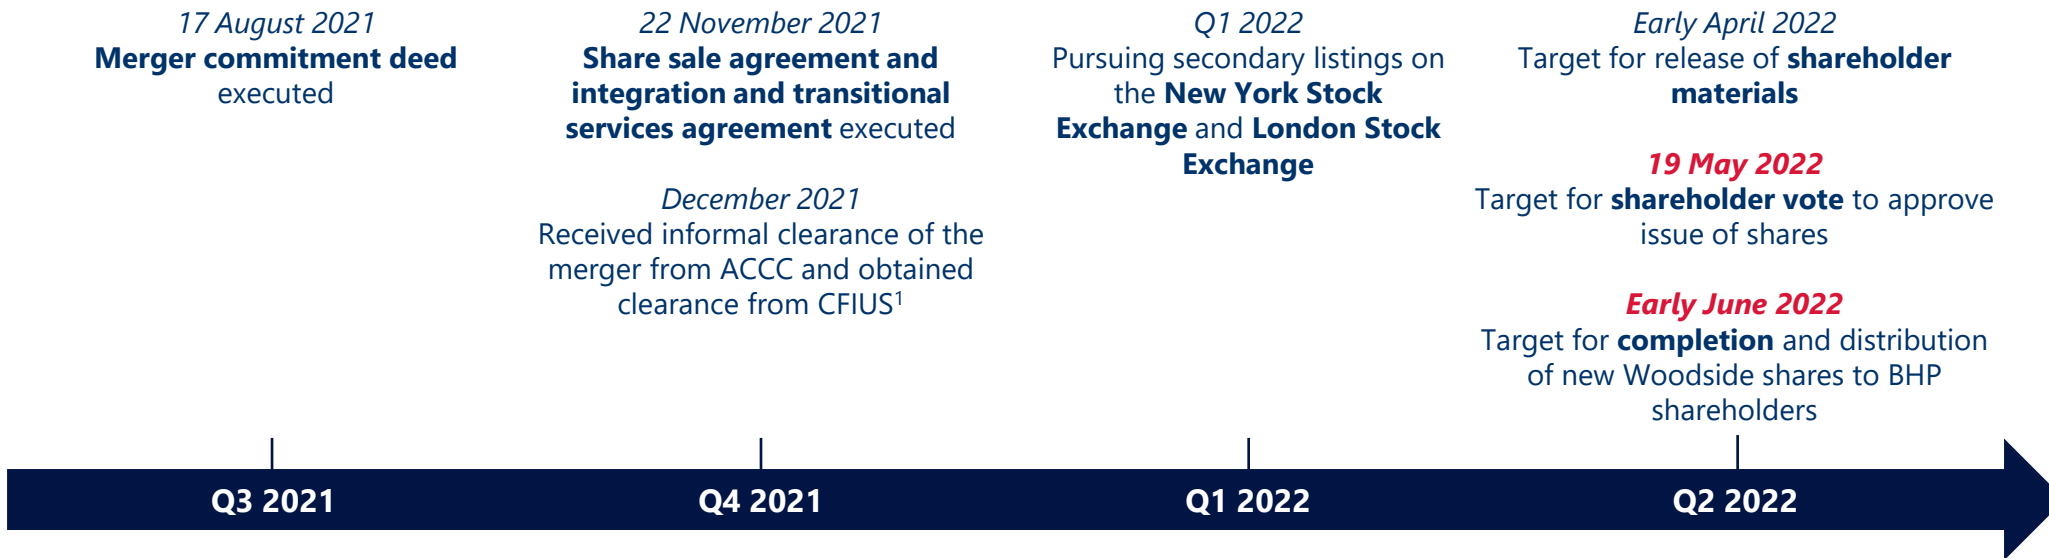 17 August 2021
Merger commitment deed
executed
22 November 2021
Share sale agreement and
integration and transitional
services agreement executed
December 2021
Received informal clearance of the
merger from ACCC and obtained
clearance from CFIUS¹
Q1 2022
Pursuing secondary listings on
the New York Stock
Exchange and London Stock
Exchange
Early April 2022
Target for release of shareholder
materials
19 May 2022
Target for shareholder vote to approve
issue of shares
Early June 2022
Target for completion and distribution
of new Woodside shares to BHP
shareholders
Q3 2021
Q4 2021
Q1 2022
Q2 2022